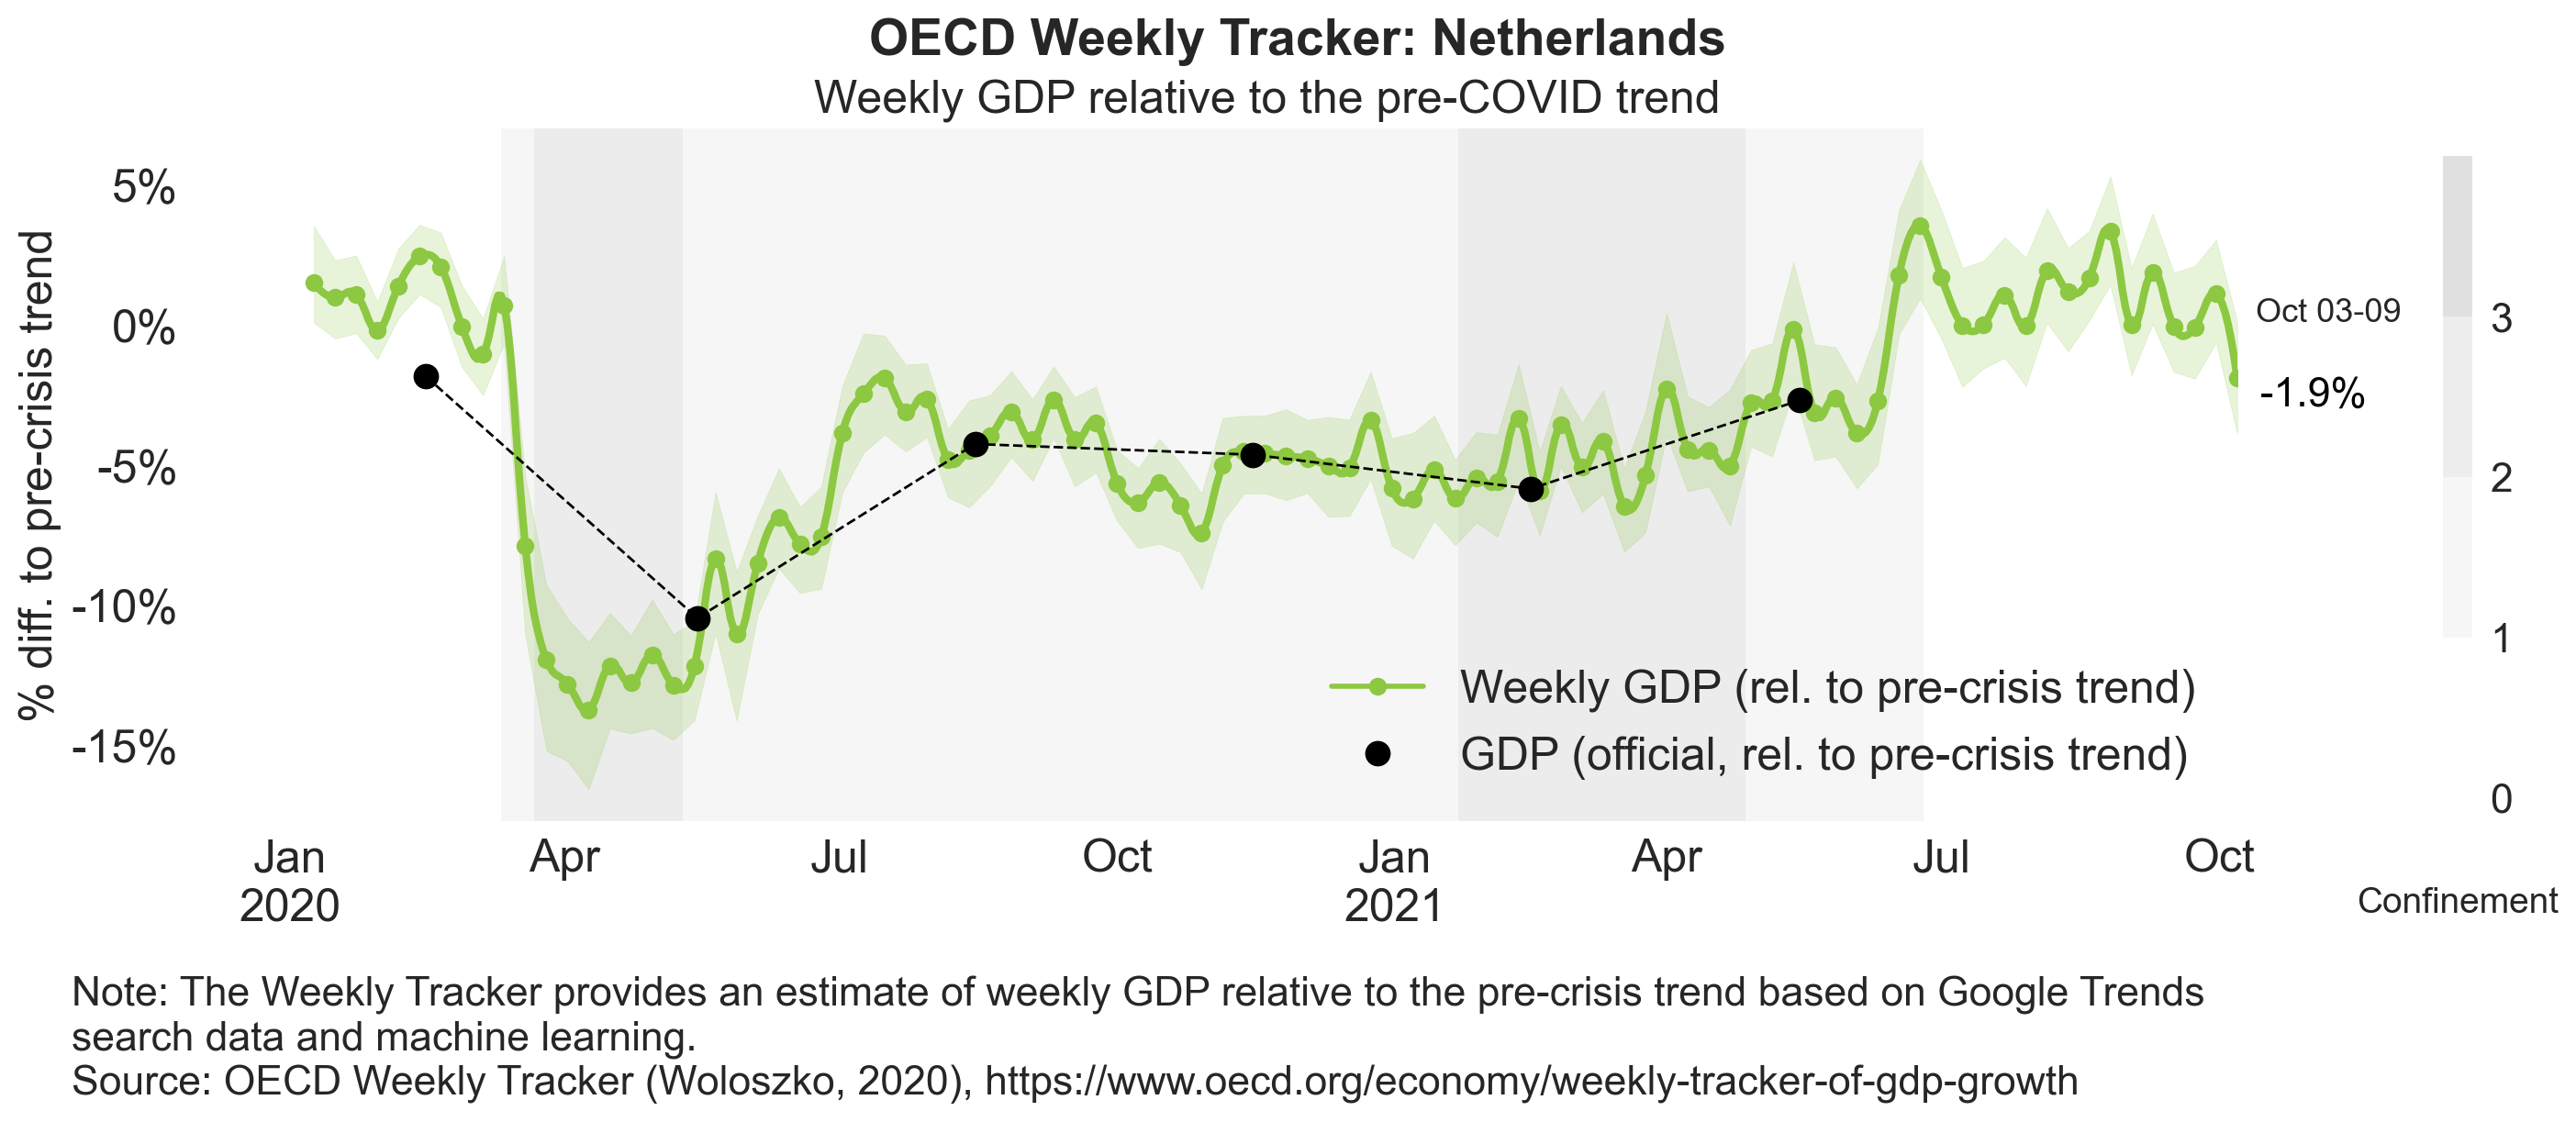 OECD Weekly Tracker: Netherlands
Weekly GDP relative to the pre-COVID trend
% diff. to pre-crisis trend
5%
0%
-5%
-10%
-15%
Oct 03-09
-1.9%
3
2
1
0
Confinement
Weekly GDP (rel. to pre-crisis trend)
GDP (official, rel. to pre-crisis trend)
Jan Apr Jul Oct Jan Apr Jul Oct
2020 2021
Note: The Weekly Tracker provides an estimate of weekly GDP relative to the pre-crisis trend based on Google Trends
search data and machine learning.
Source: OECD Weekly Tracker (Woloszko, 2020), https://www.oecd.org/economy/weekly-tracker-of-gdp-growth